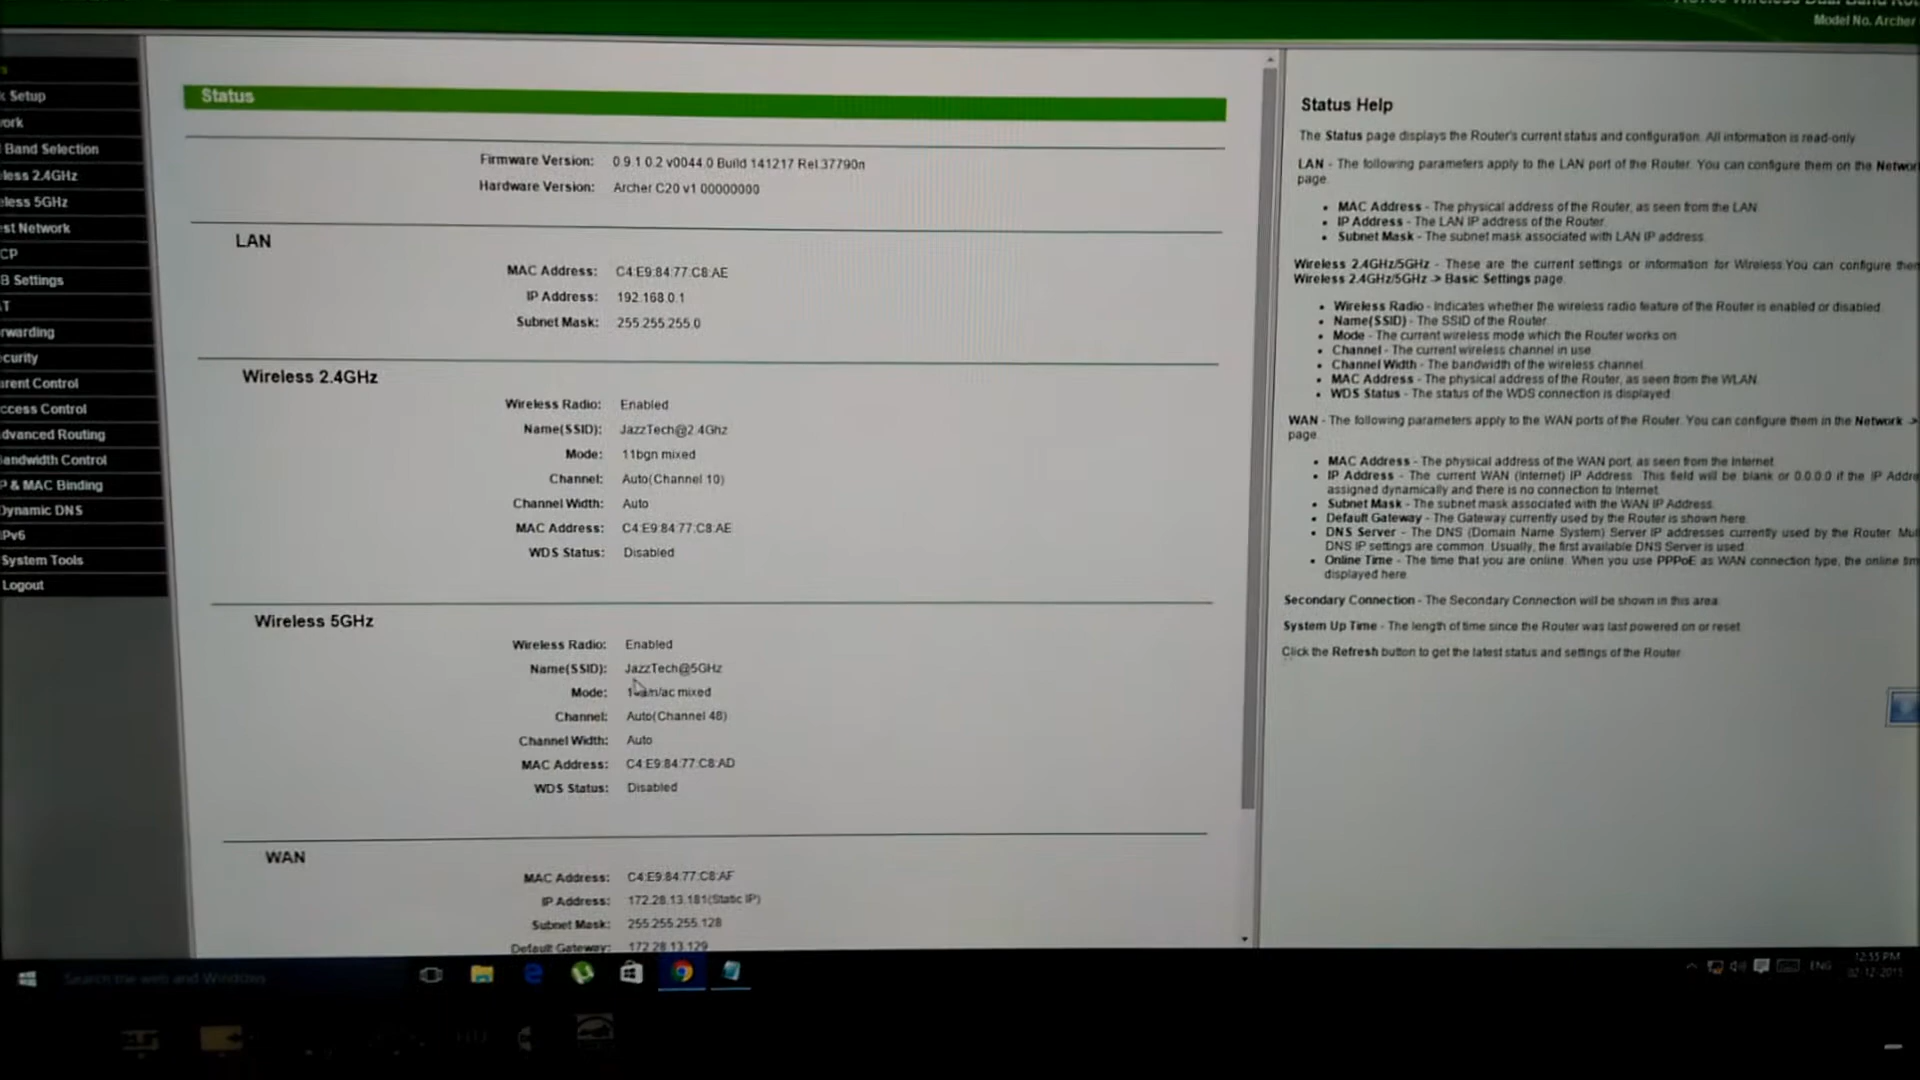 Model No. Archer
Setup
Band Selection
2.4GHz
5GHz
Network
Settings
Control
Control
Advanced Routing
Bandwidth Control
& MAC Binding
Dynamic DNS
System Tools
Logout
Status
Firmware Version: 0.9.1 0.2 v0044.0 Build 141217 Rel.37790n
Hardware Version: Archer C20 v1 00000000
LAN
MAC Address: C4:E9:84:77:C8:AE
IP Address: 192.168.0.1
Subnet Mask: 255.255.255.0
Wireless 2.4GHz
Wireless Radio: Enabled
Name(SSID): JazzTech@2.4Ghz
Mode: 11bgn mixed
Channel: Auto(Channel 10)
Channel Width: Auto
MAC Address: C4:E9:84:77:C8:AE
WDS Status: Disabled
Wireless 5GHz
Wireless Radio: Enabled
Name(SSID): JazzTech@5GHz
Mode: mixed
Channel: Auto(Channel 48)
Channel Width: Auto
MAC Address: C4:E9:84:77:C8:AD
WDS Status: Disabled
WAN
MAC Address: C4:E9:84:77:C8:AF
IP Address: 172.28.13.181(Static IP)
Subnet Mask: 255.255.255.128
Default Gateway: 172.28.13.129
Status Help
The Status page displays the Router's current status and configuration. All information is read-only.
LAN - The following parameters apply to the LAN port of the Router. You can configure them on the
page.
MAC Address - The physical address of the Router, as seen from the LAN.
IP Address - The LAN IP address of the Router.
Subnet Mask - The subnet mask associated with LAN IP address.
Wireless 2.4GHz/5GHz - These are the current settings or information for Wireless.You can configure
Wireless 2.4GHz/5GHz -> Basic Settings page.
Wireless Radio - Indicates whether the wireless radio feature of the Router is enabled or disabled.
Name(SSID) - The SSID of the Router.
Mode - The current wireless mode which the Router works on.
Channel - The current wireless channel in use.
Channel Width - The bandwidth of the wireless channel.
MAC Address - The physical address of the Router, as seen from the WLAN.
WDS Status - The status of the WDS connection is displayed.
WAN - The following parameters apply to the WAN ports of the Router. You can configure them in the Network ->
page.
MAC Address - The physical address of the WAN port, as seen from the Internet.
IP Address - The current WAN (Internet) IP Address. This field will be blank or 0.0.0.0 if the IP
assigned dynamically and there is no connection to Internet.
Subnet Mask - The subnet mask associated with the WAN IP Address.
Default Gateway - The Gateway currently used by the Router is shown here.
DNS Server - The DNS (Domain Name System) Server IP addresses currently used by the Router.
DNS IP settings are common. Usually, the first available DNS Server is used.
Online Time - The time that you are online. When you use PPPoE as WAN connection type, the online
displayed here.
Secondary Connection - The Secondary Connection will be shown in this area.
System Up Time - The length of time since the Router was last powered on or reset.
Click the Refresh button to get the latest status and settings of the Router.
Search the web and Windows
ENG
12:55 PM